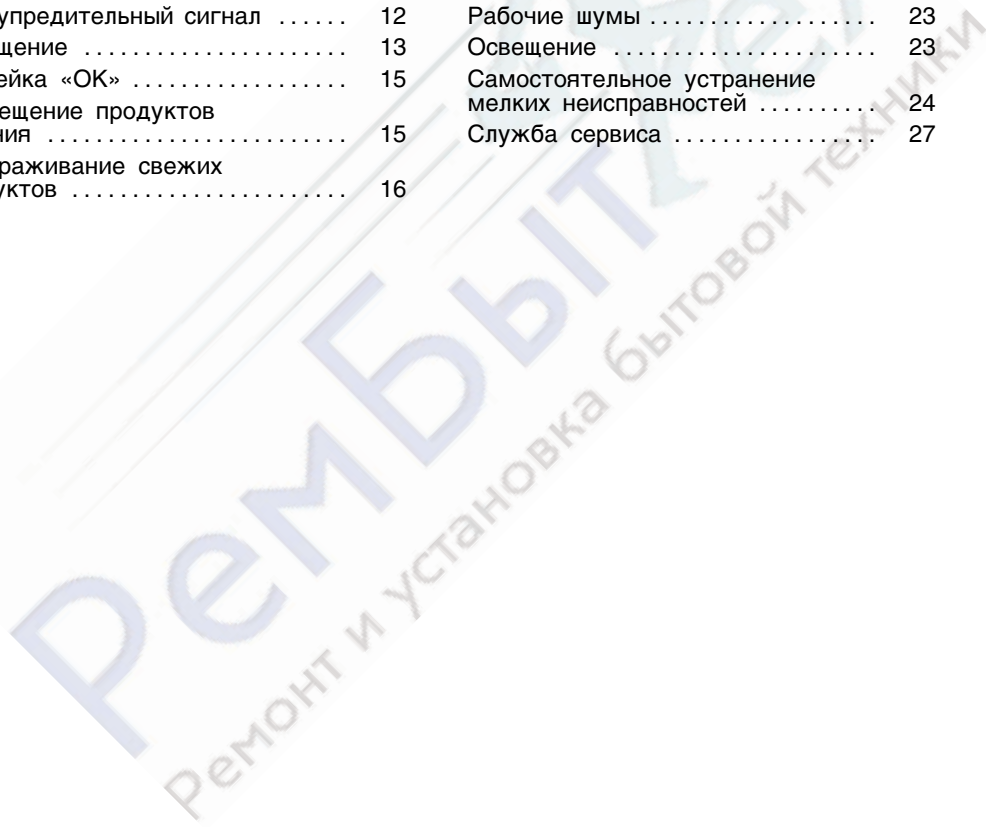 упредительный сигнал ...... 12
щение ...................... 13
ейка «ОК» .................. 15
ещение продуктов
ния ......................... 15
раживание свежих
уктов ....................... 16
Рабочие шумы ................... 23
Освещение ...................... 23
Самостоятельное устранение
мелких неисправностей .......... 24
Служба сервиса ................. 27
РемБыт
Ремонт и установка бытовой техники